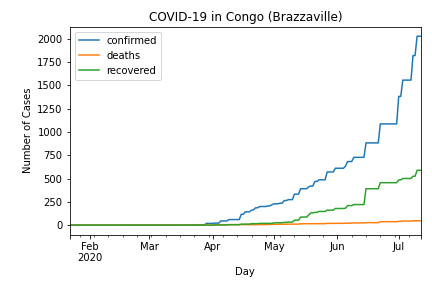 COVID-19 in Congo (Brazzaville)
confirmed
deaths
recovered
2000
1750
1500
1250
1000
750
500
250
0
Number of Cases
Feb Mar Apr May Jun Jul
2020
Day